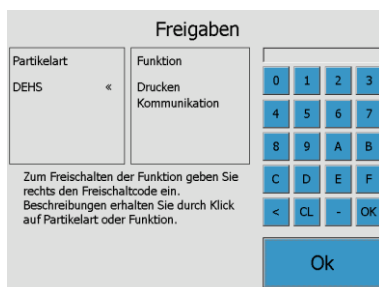 Freigaben
Partikelart
DEHS «
Funktion
Drucken
Kommunikation
Zum Freischalten der Funktion geben Sie
rechts den Freischaltcode ein.
Beschreibungen erhalten Sie durch Klick
auf Partikelart oder Funktion.
0 1 2 3
4 5 6 7
8 9 A B
C D E F
< CL - OK
Ok